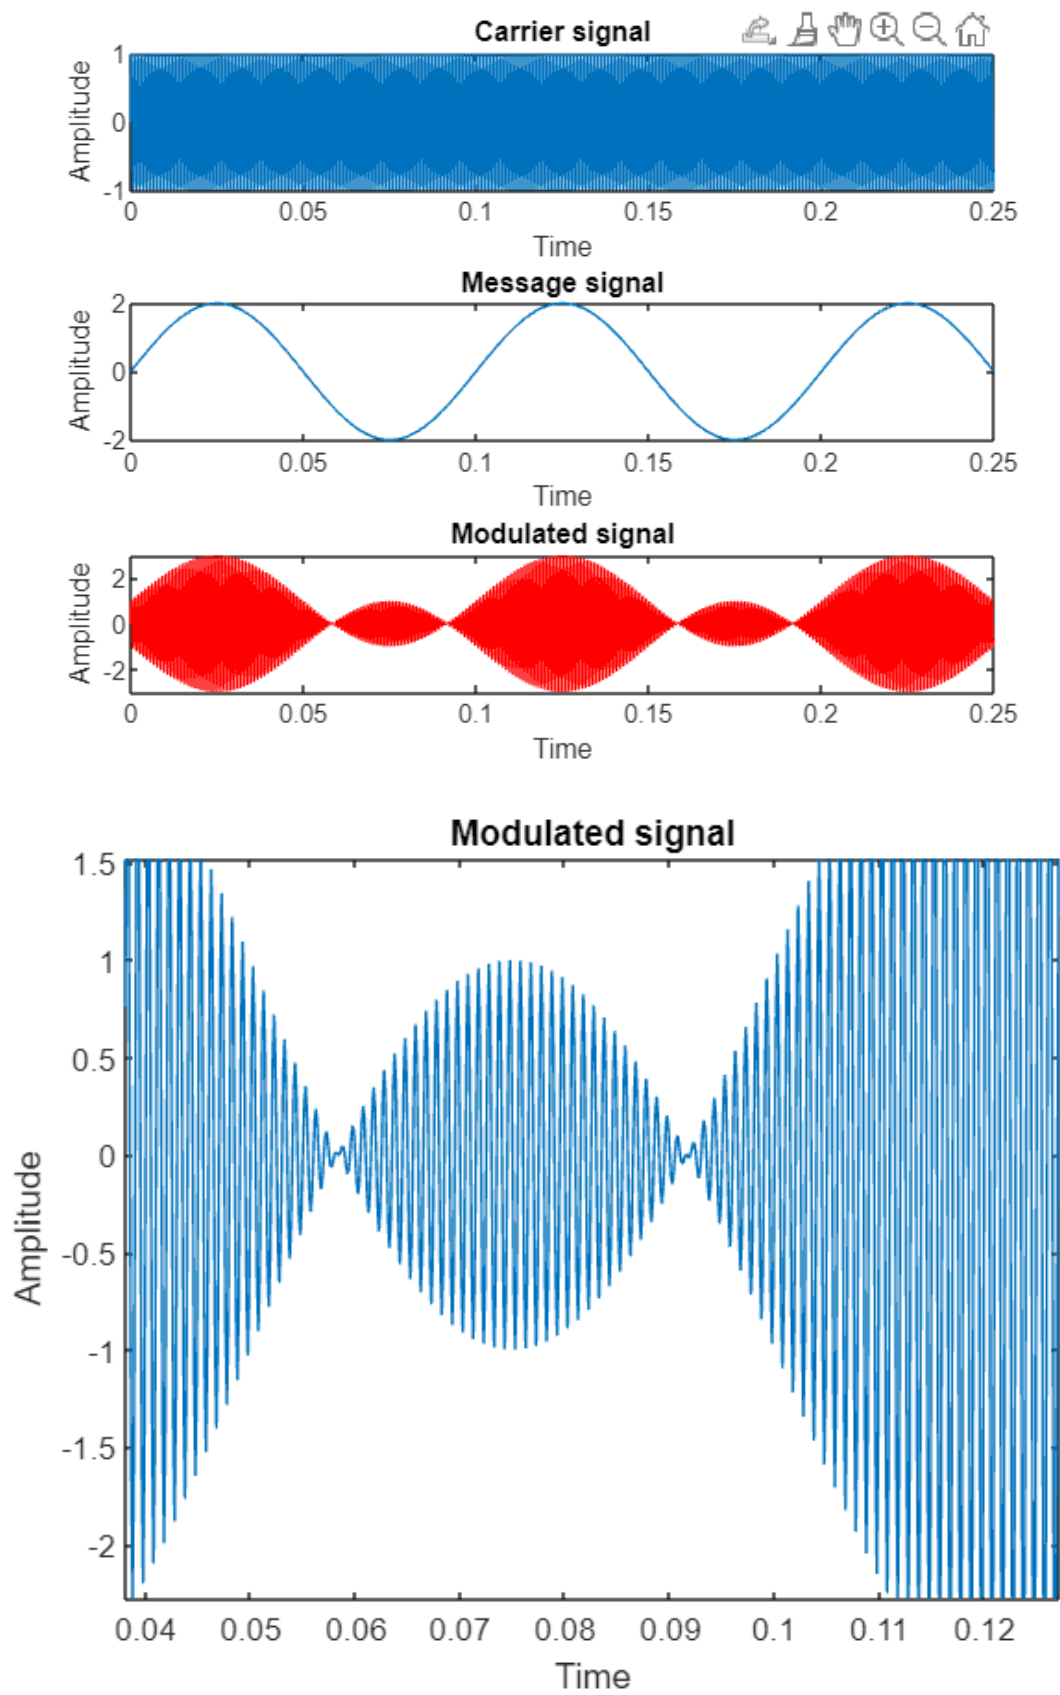 Carrier signal
Amplitude
1
0
-1
0 0.05 0.1 0.15 0.2 0.25
Time
Message signal
Amplitude
2
0
-2
0 0.05 0.1 0.15 0.2 0.25
Time
Modulated signal
Amplitude
2
0
-2
0 0.05 0.1 0.15 0.2 0.25
Time
Modulated signal
Amplitude
1.5
1
0.5
0
-0.5
-1
-1.5
-2
0.04 0.05 0.06 0.07 0.08 0.09 0.1 0.11 0.12
Time